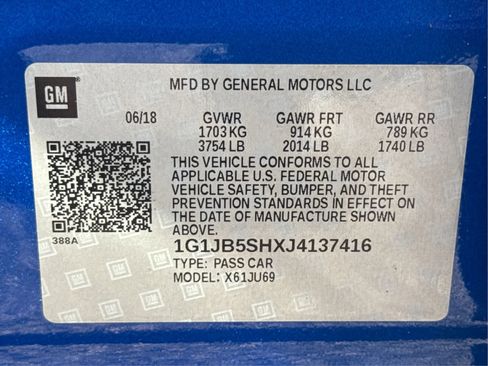 GM
MFD BY GENERAL MOTORS LLC
06/18 GVWR GAWR FRT GAWR RR
1703 KG 914 KG 789 KG
3754 LB 2014 LB 1740 LB
THIS VEHICLE CONFORMS TO ALL
APPLICABLE U.S. FEDERAL MOTOR
VEHICLE SAFETY, BUMPER, AND THEFT
PREVENTION STANDARDS IN EFFECT ON
THE DATE OF MANUFACTURE SHOWN
ABOVE.
388A
1G1JB5SHXJ4137416
TYPE: PASS CAR
MODEL: X61JU69